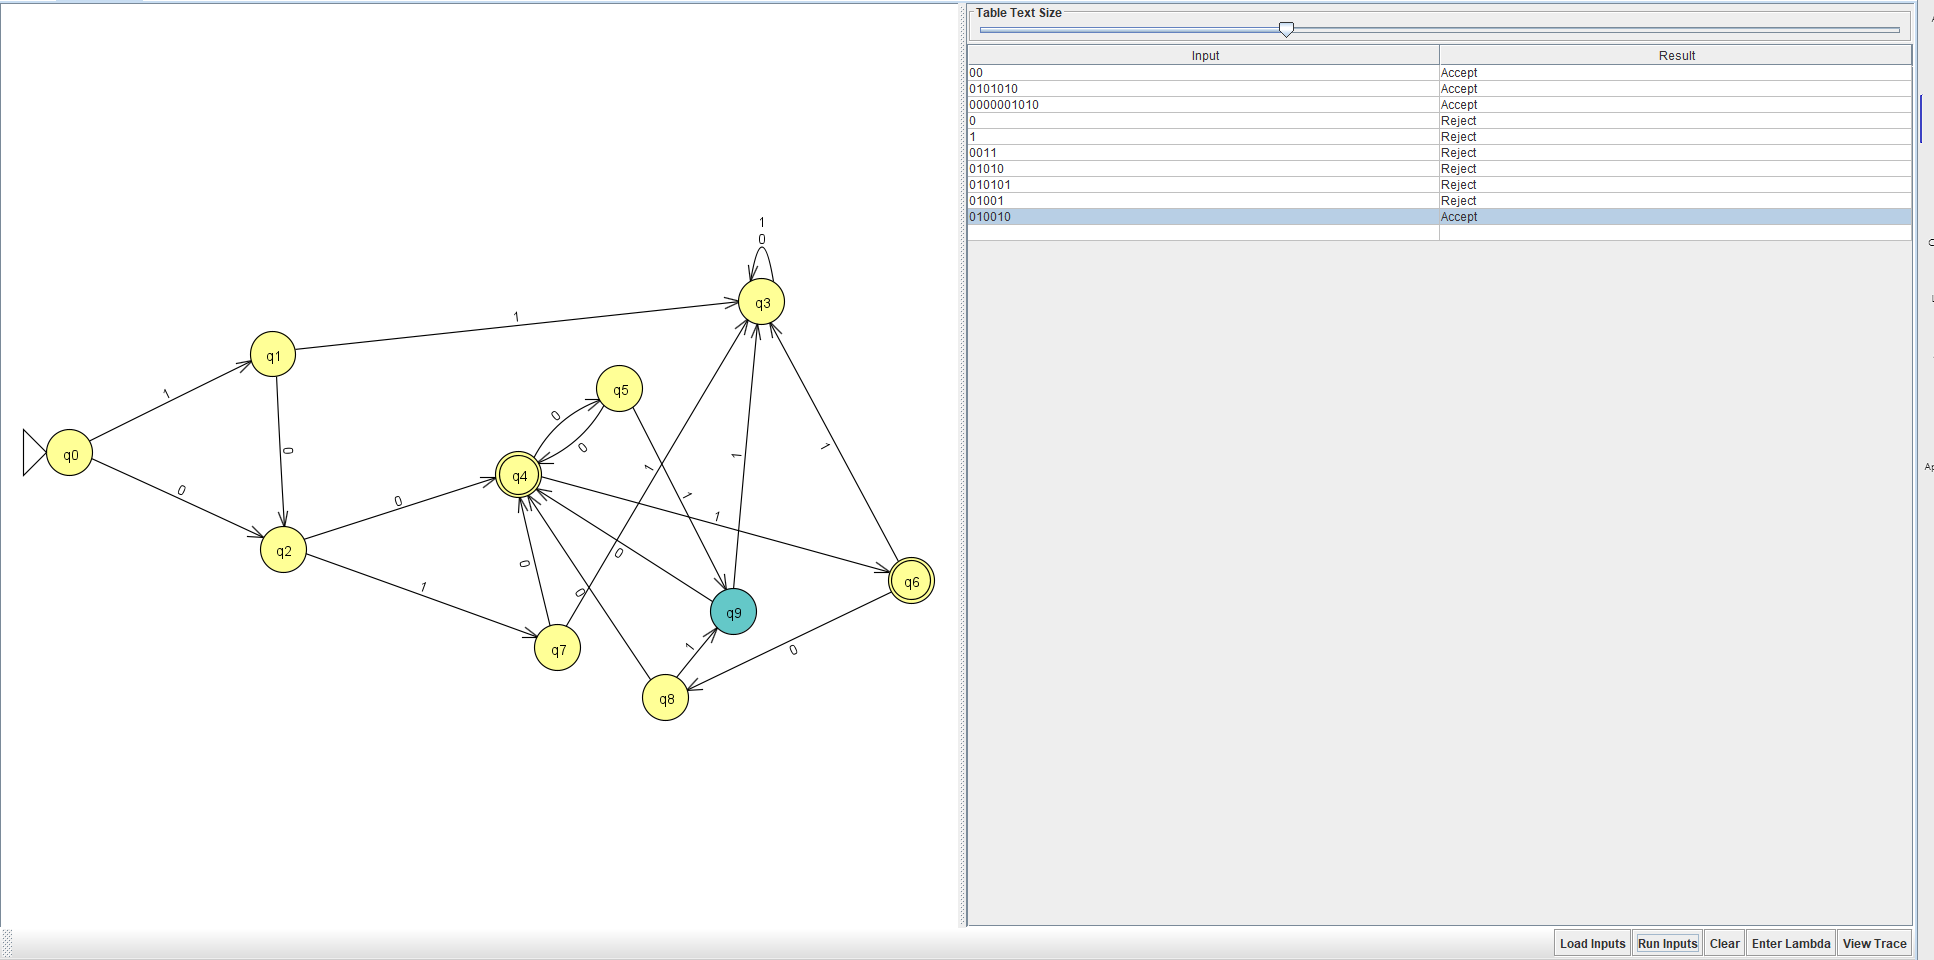 Table Text Size
Input Result
00 Accept
0101010 Accept
0000001010 Accept
0 Reject
1 Reject
0011 Reject
01010 Reject
010101 Reject
01001 Reject
010010 Accept
1
0
q3
1
q1
q5
1
0
0
0
1
q0
0
q4
1
1
1
0
0
1
q2
0
0
q6
1
0
q9
q7
1
0
q8
Load Inputs Run Inputs Clear Enter Lambda View Trace